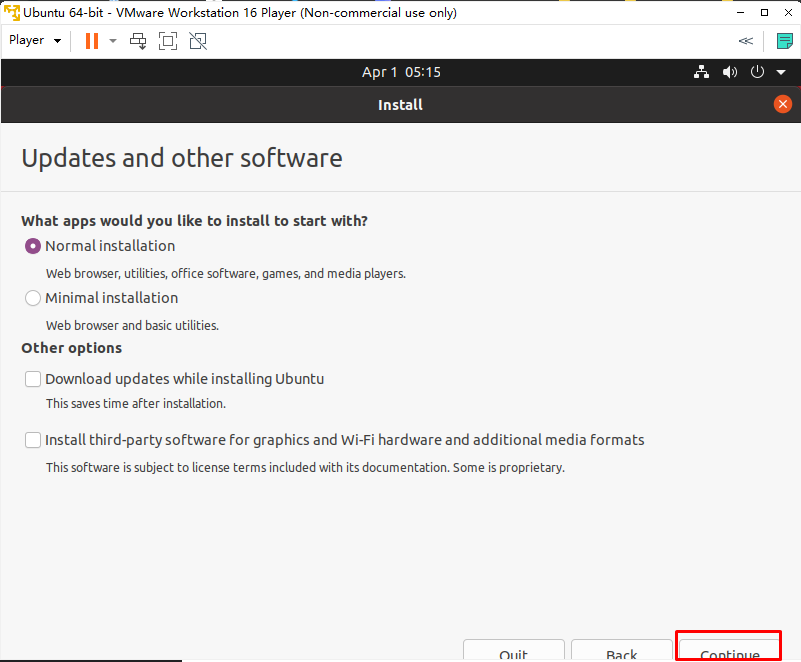 Ubuntu 64-bit - VMware Workstation 16 Player (Non-commercial use only)
Player
Apr 1 05:15
Install
Updates and other software
What apps would you like to install to start with?
Normal installation
Web browser, utilities, office software, games, and media players.
Minimal installation
Web browser and basic utilities.
Other options
Download updates while installing Ubuntu
This saves time after installation.
Install third-party software for graphics and Wi-Fi hardware and additional media formats
This software is subject to license terms included with its documentation. Some is proprietary.
Quit Back Continue